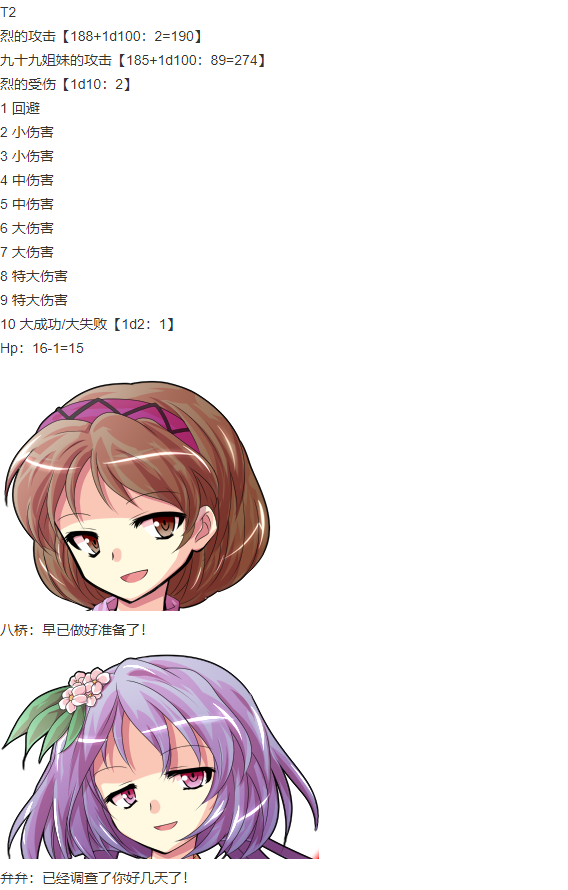 T2
烈的攻击【188+1d100：2=190】
九十九姐妹的攻击【185+1d100：89=274】
烈的受伤【1d10：2】
1 回避
2 小伤害
3 小伤害
4 中伤害
5 中伤害
6 大伤害
7 大伤害
8 特大伤害
9 特大伤害
10 大成功/大失败【1d2：1】
Hp：16-1=15
八桥：早已做好准备了！
弁弁：已经调查了你好几天了！